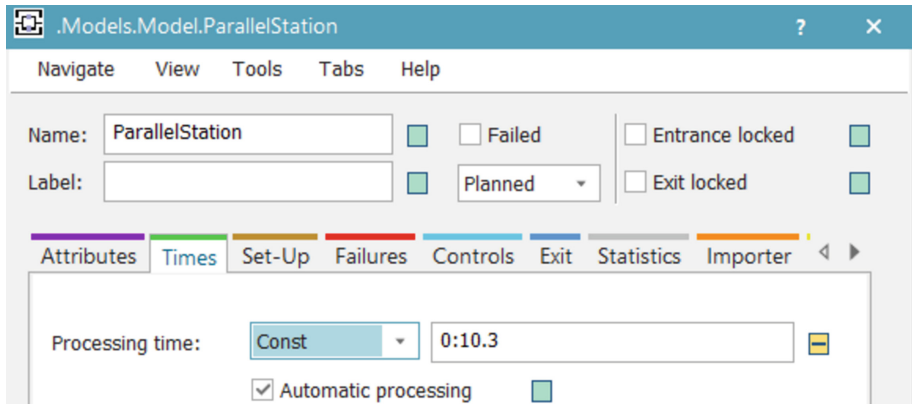 .Models.Model.ParallelStation ?
Navigate View Tools Tabs Help
Name: ParallelStation Failed Entrance locked
Label: Planned Exit locked
Attributes Times Set-Up Failures Controls Exit Statistics Importer
Processing time: Const 0:10.3
Automatic processing